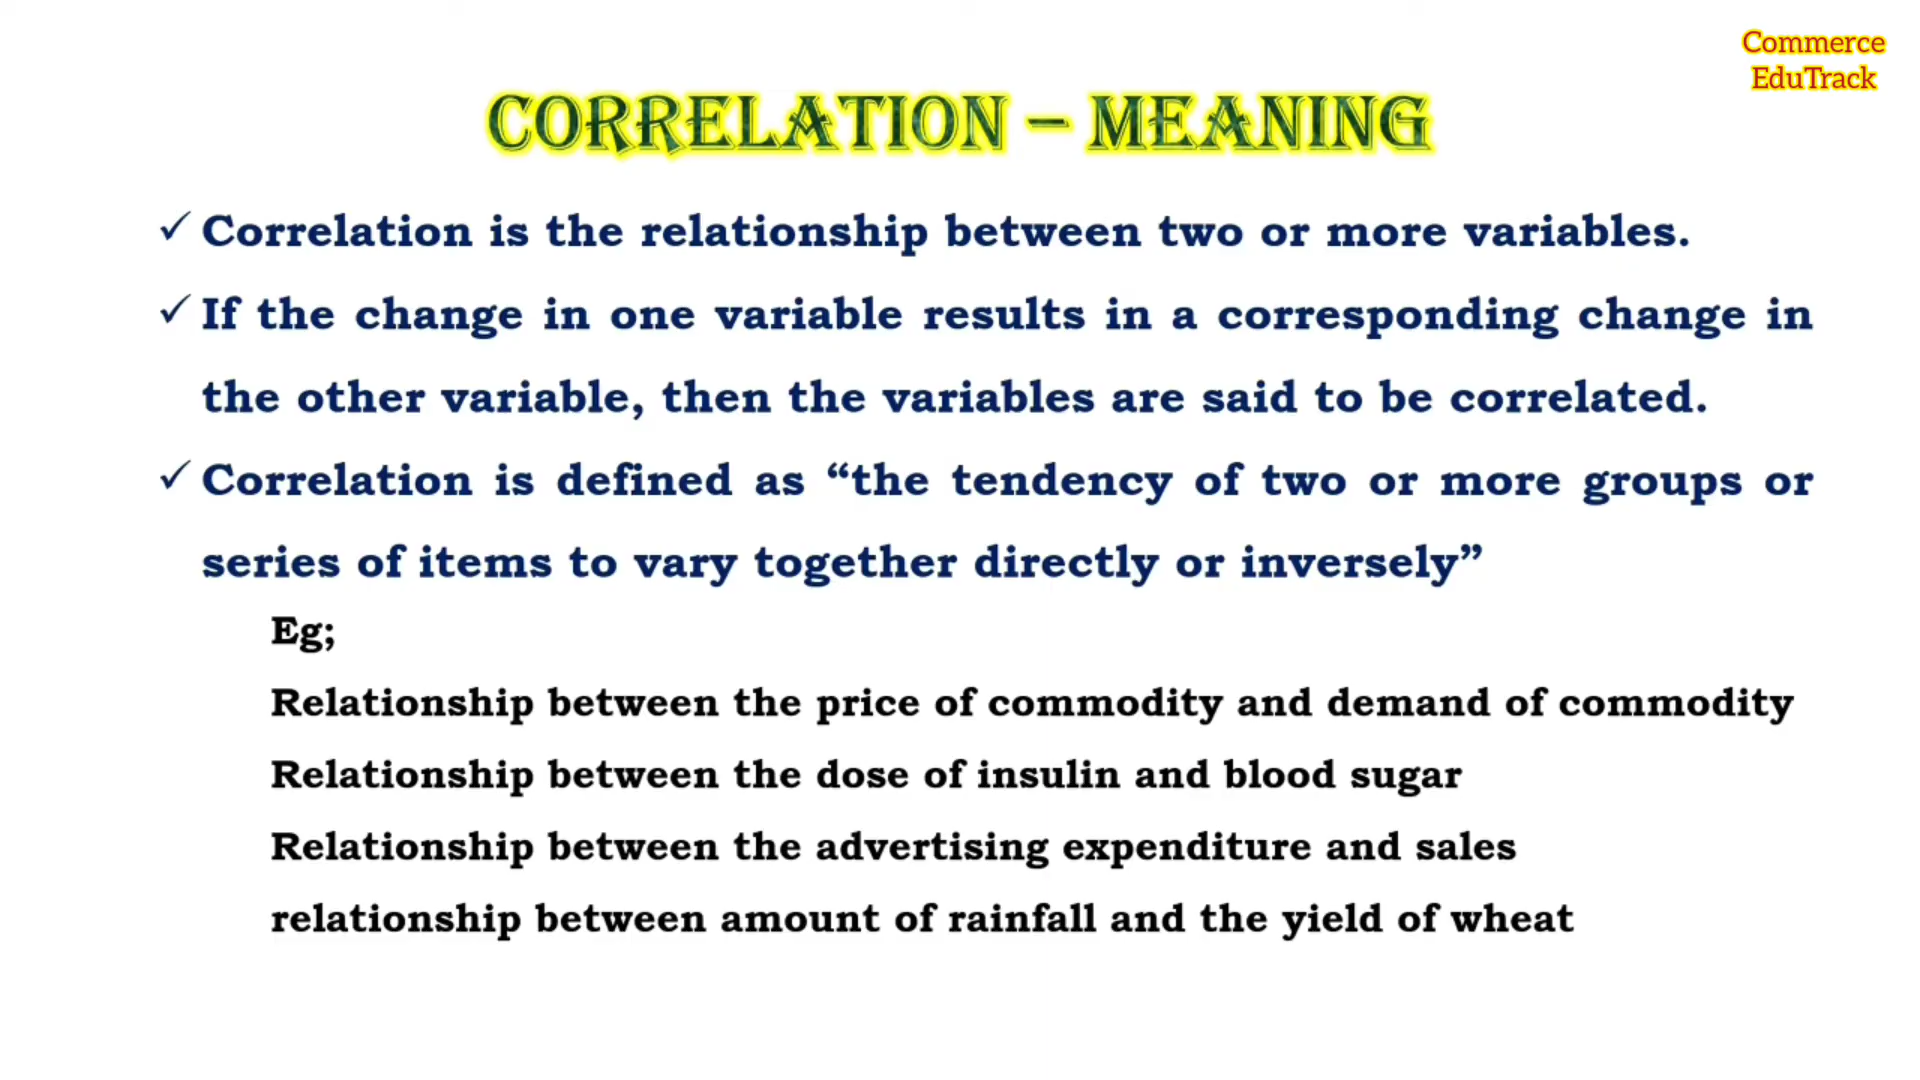 Commerce
EduTrack
CORRELATION – MEANING
✓ Correlation is the relationship between two or more variables.
✓ If the change in one variable results in a corresponding change in
the other variable, then the variables are said to be correlated.
✓ Correlation is defined as “the tendency of two or more groups or
series of items to vary together directly or inversely”
Eg;
Relationship between the price of commodity and demand of commodity
Relationship between the dose of insulin and blood sugar
Relationship between the advertising expenditure and sales
relationship between amount of rainfall and the yield of wheat